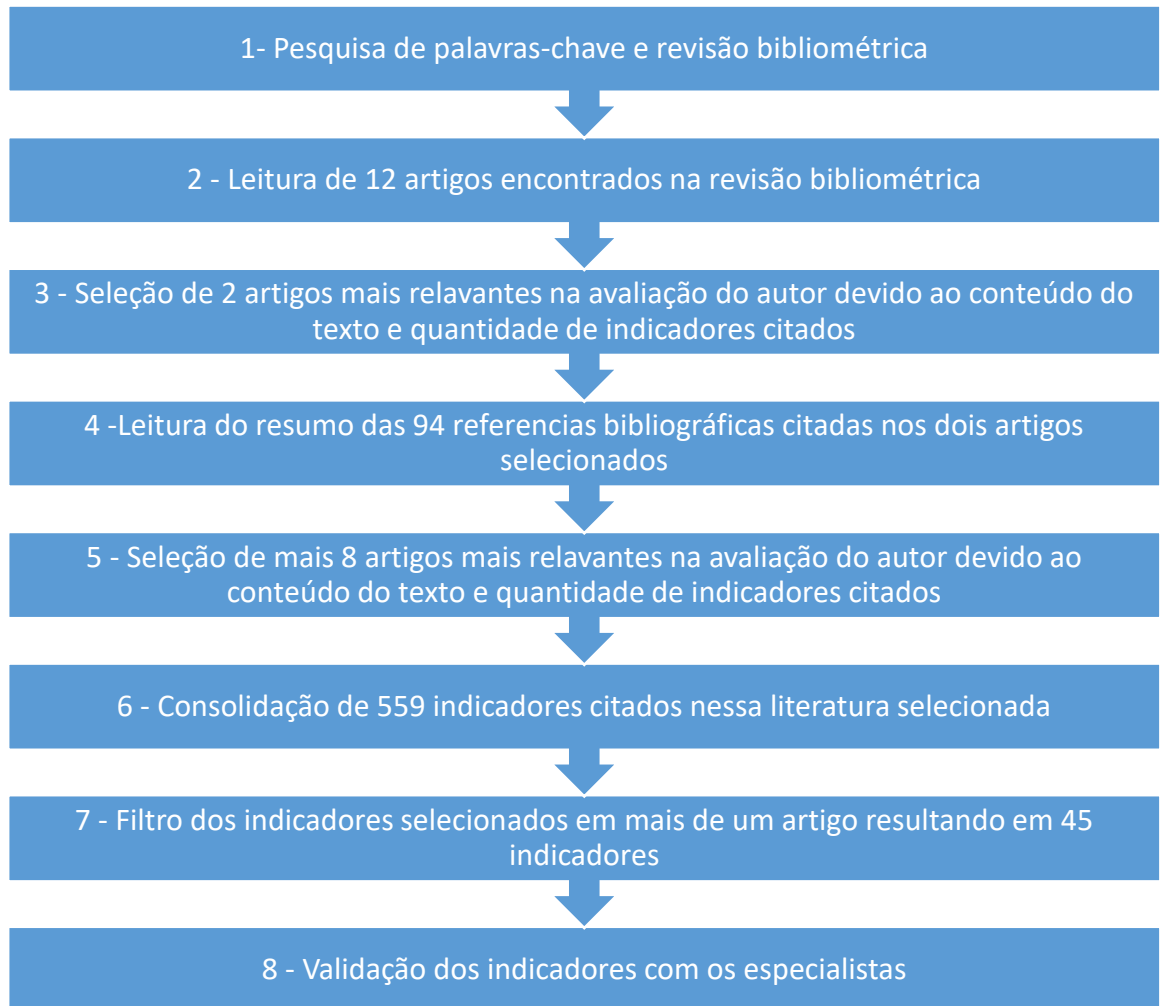 1- Pesquisa de palavras-chave e revisão bibliométrica
2 - Leitura de 12 artigos encontrados na revisão bibliométrica
3 - Seleção de 2 artigos mais relavantes na avaliação do autor devido ao conteúdo do
texto e quantidade de indicadores citados
4 -Leitura do resumo das 94 referencias bibliográficas citadas nos dois artigos
selecionados
5 - Seleção de mais 8 artigos mais relavantes na avaliação do autor devido ao
conteúdo do texto e quantidade de indicadores citados
6 - Consolidação de 559 indicadores citados nessa literatura selecionada
7 - Filtro dos indicadores selecionados em mais de um artigo resultando em 45
indicadores
8 - Validação dos indicadores com os especialistas